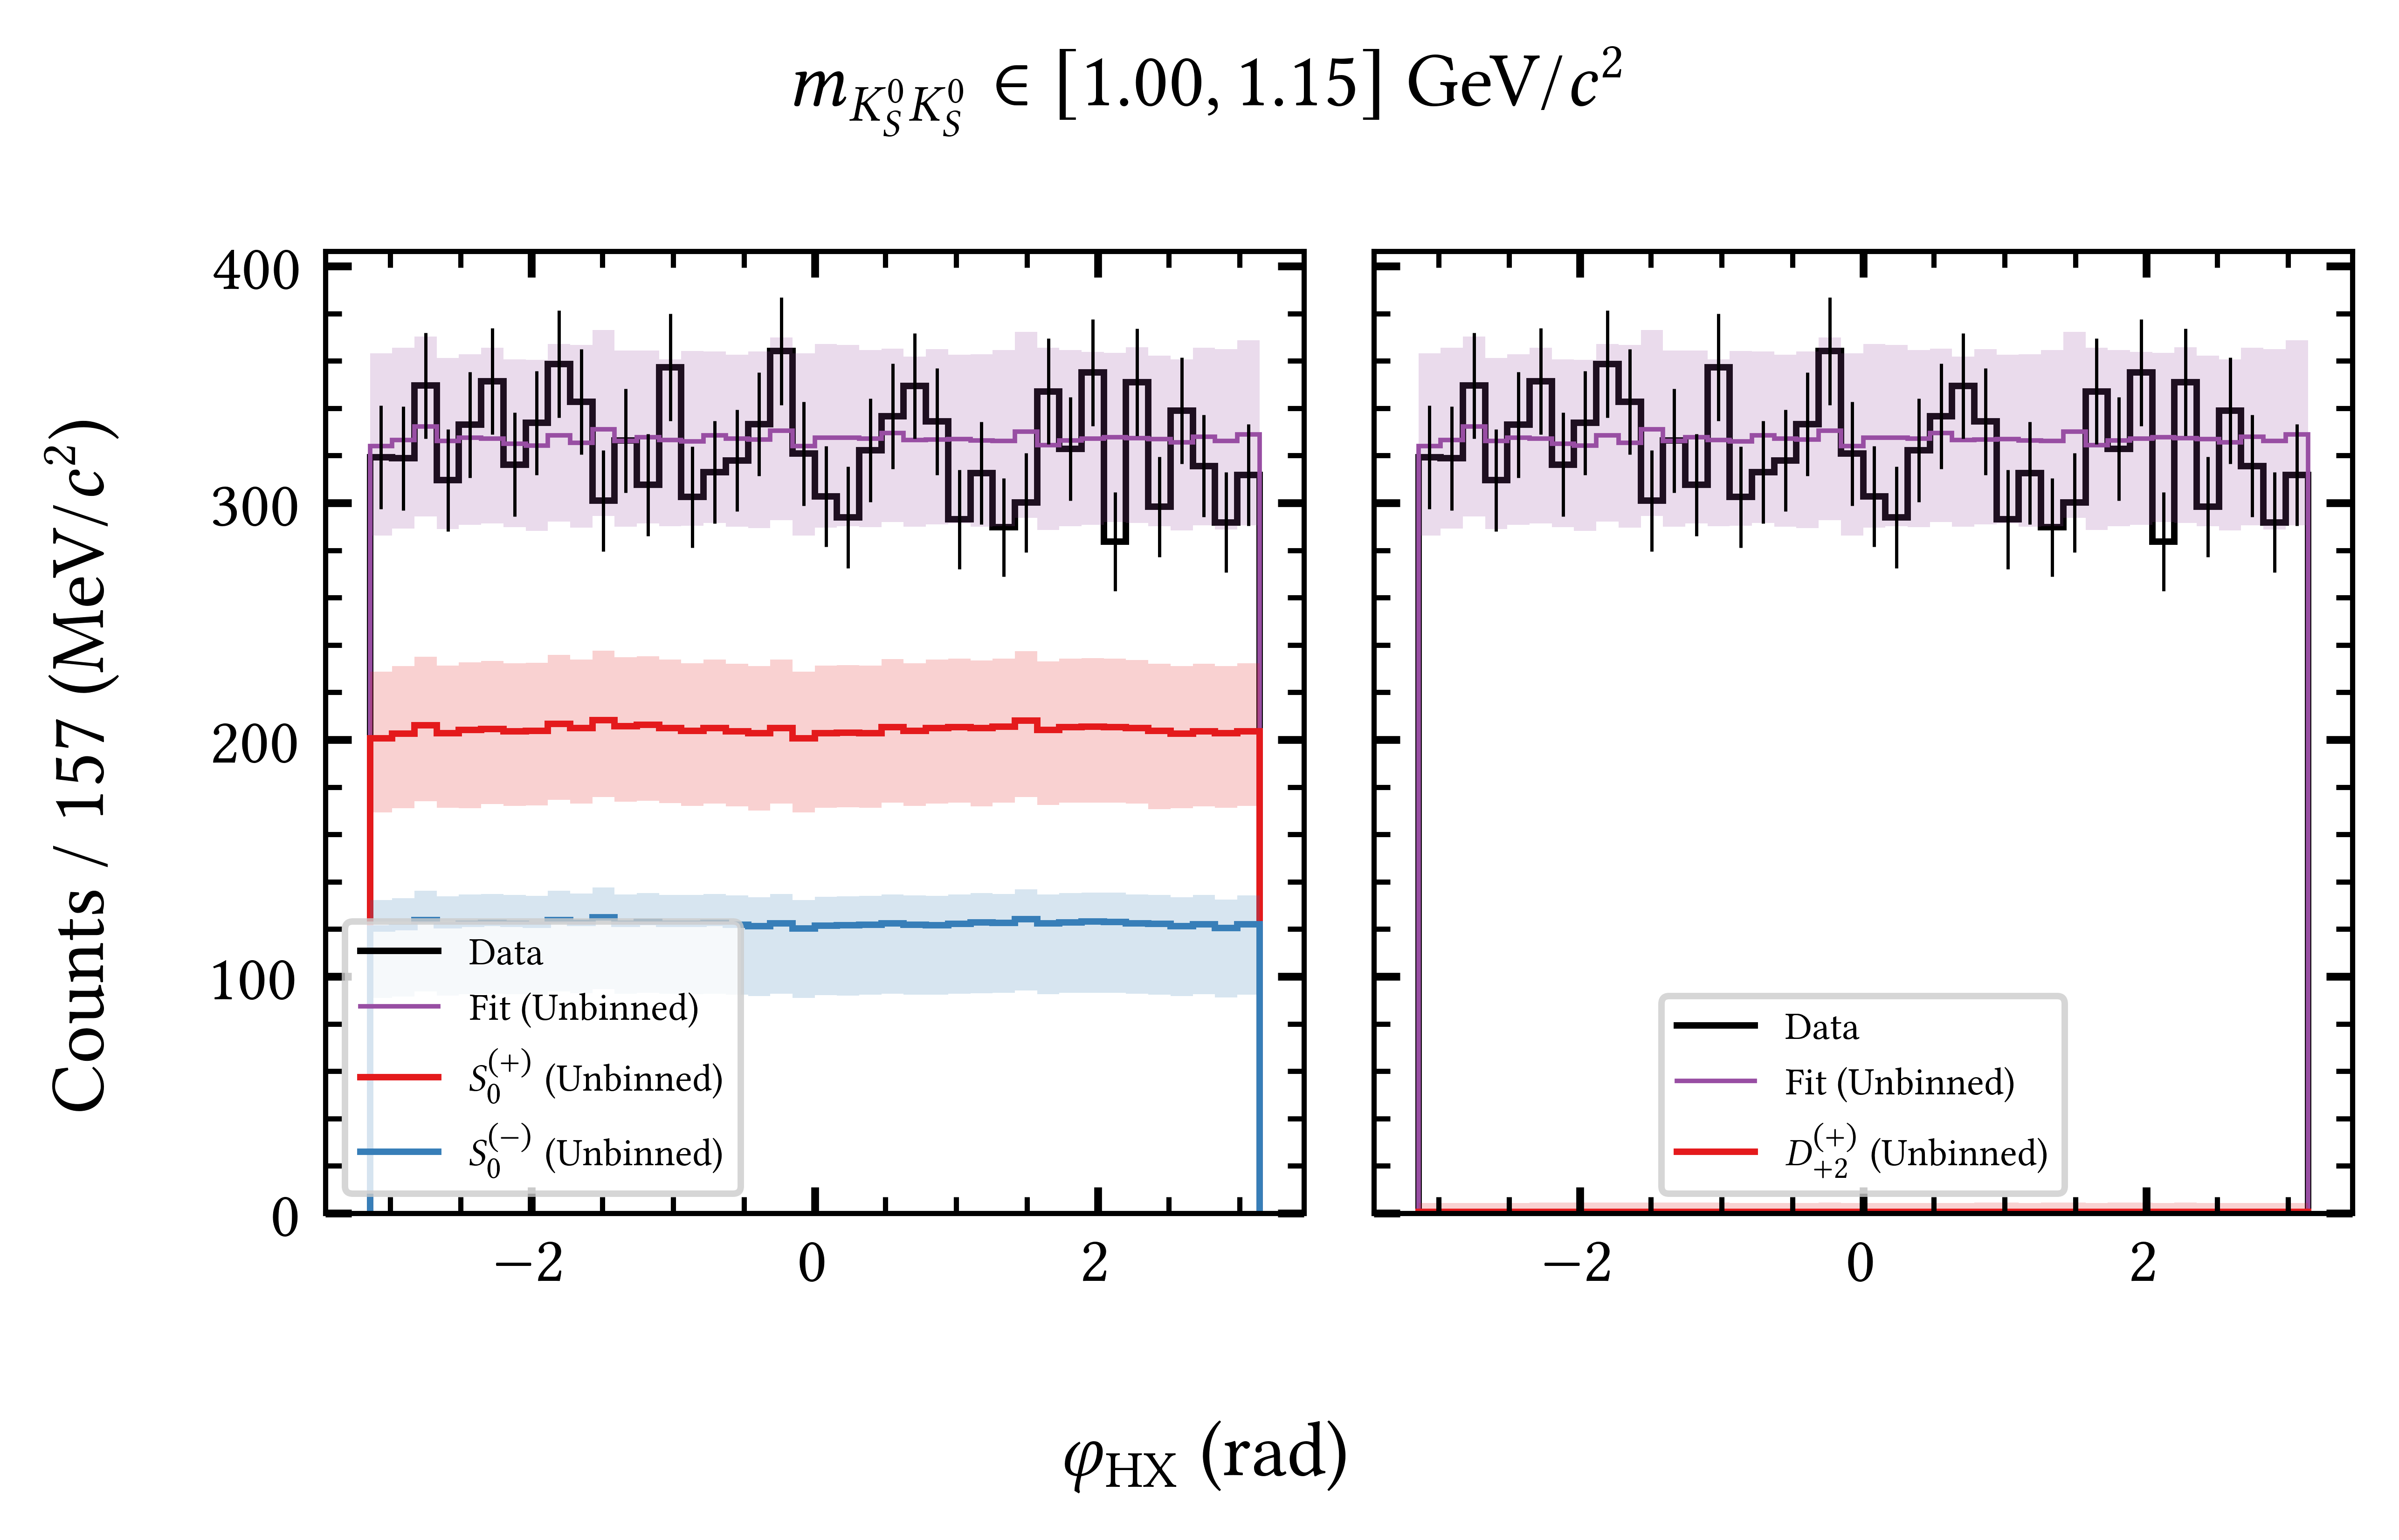 m_{K_S^0 K_S^0} ∈ [1.00, 1.15] GeV/c²
Counts / 157 (MeV/c²)
400
300
200
100
0
Data
Fit (Unbinned)
S_0^{(+)} (Unbinned)
S_0^{(−)} (Unbinned)
Data
Fit (Unbinned)
D_{+2}^{(+)} (Unbinned)
−2 0 2
−2 0 2
φ_{HX} (rad)